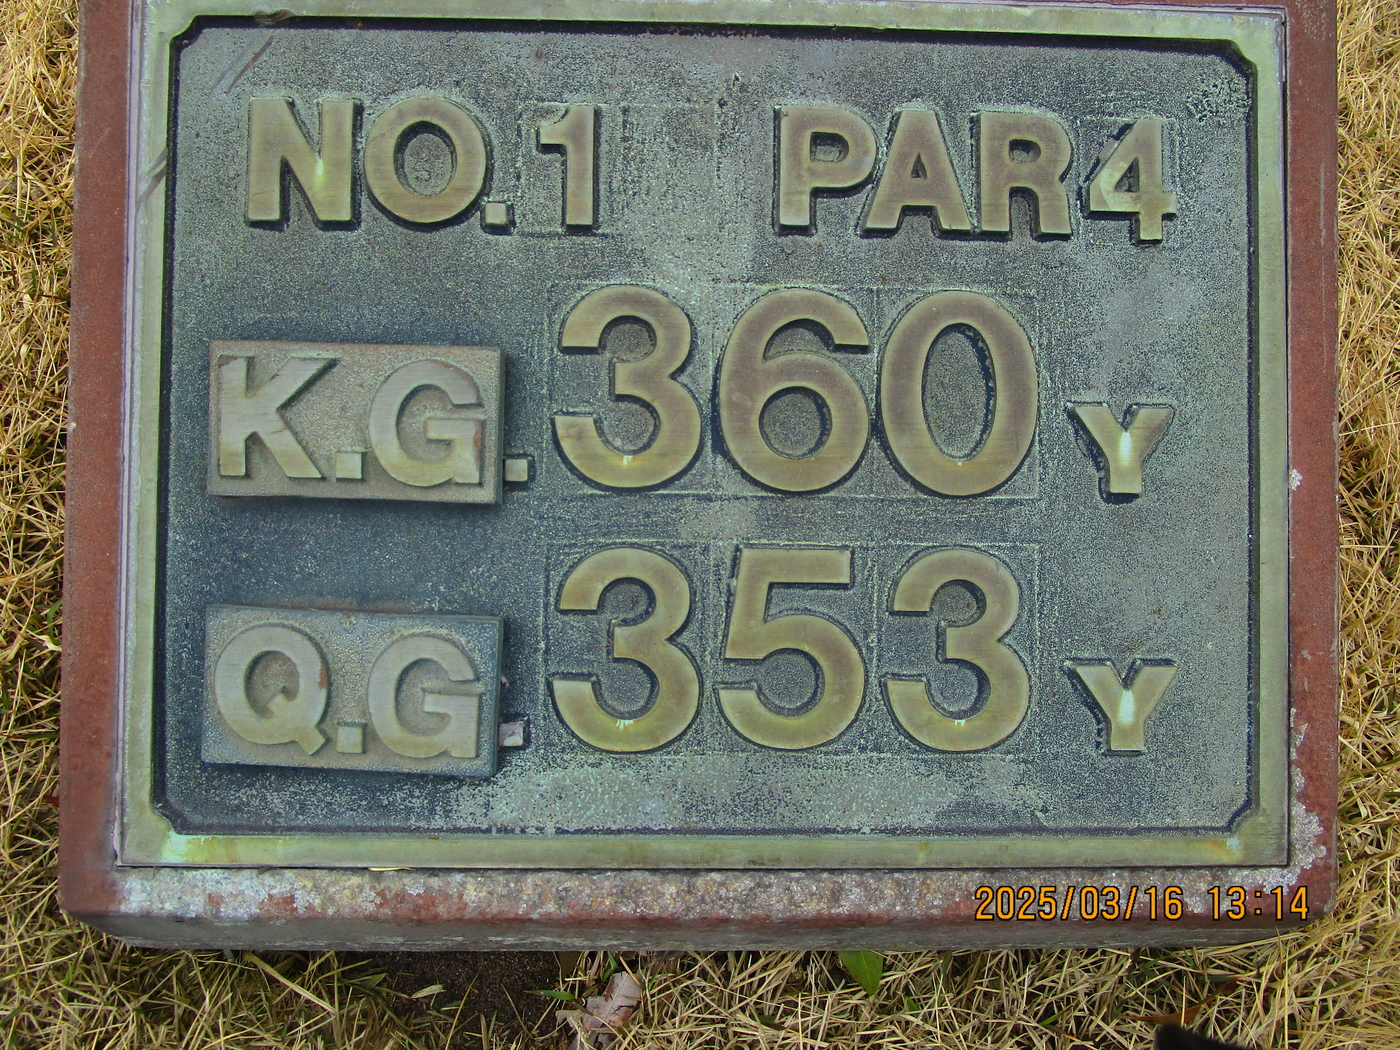 NO.1 PAR4
K.G. 360 Y
Q.G. 353 Y
2025/03/16 13:14